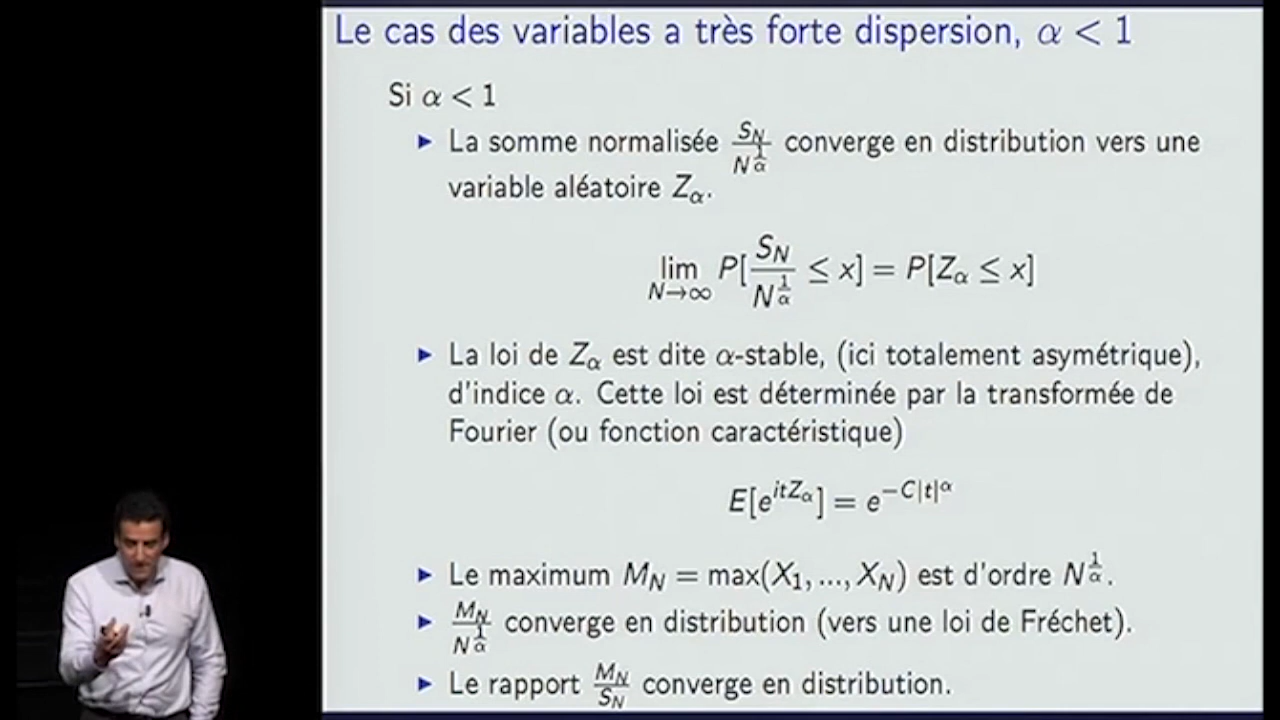 Le cas des variables a très forte dispersion, α < 1
Si α < 1
▶ La somme normalisée S_N / N^{1/α} converge en distribution vers une
variable aléatoire Z_α.
lim_{N→∞} P[S_N / N^{1/α} ≤ x] = P[Z_α ≤ x]
▶ La loi de Z_α est dite α-stable, (ici totalement asymétrique),
d'indice α. Cette loi est déterminée par la transformée de
Fourier (ou fonction caractéristique)
E[e^{itZ_α}] = e^{−C|t|^α}
▶ Le maximum M_N = max(X_1, ..., X_N) est d'ordre N^{1/α}.
▶ M_N / N^{1/α} converge en distribution (vers une loi de Fréchet).
▶ Le rapport M_N / S_N converge en distribution.